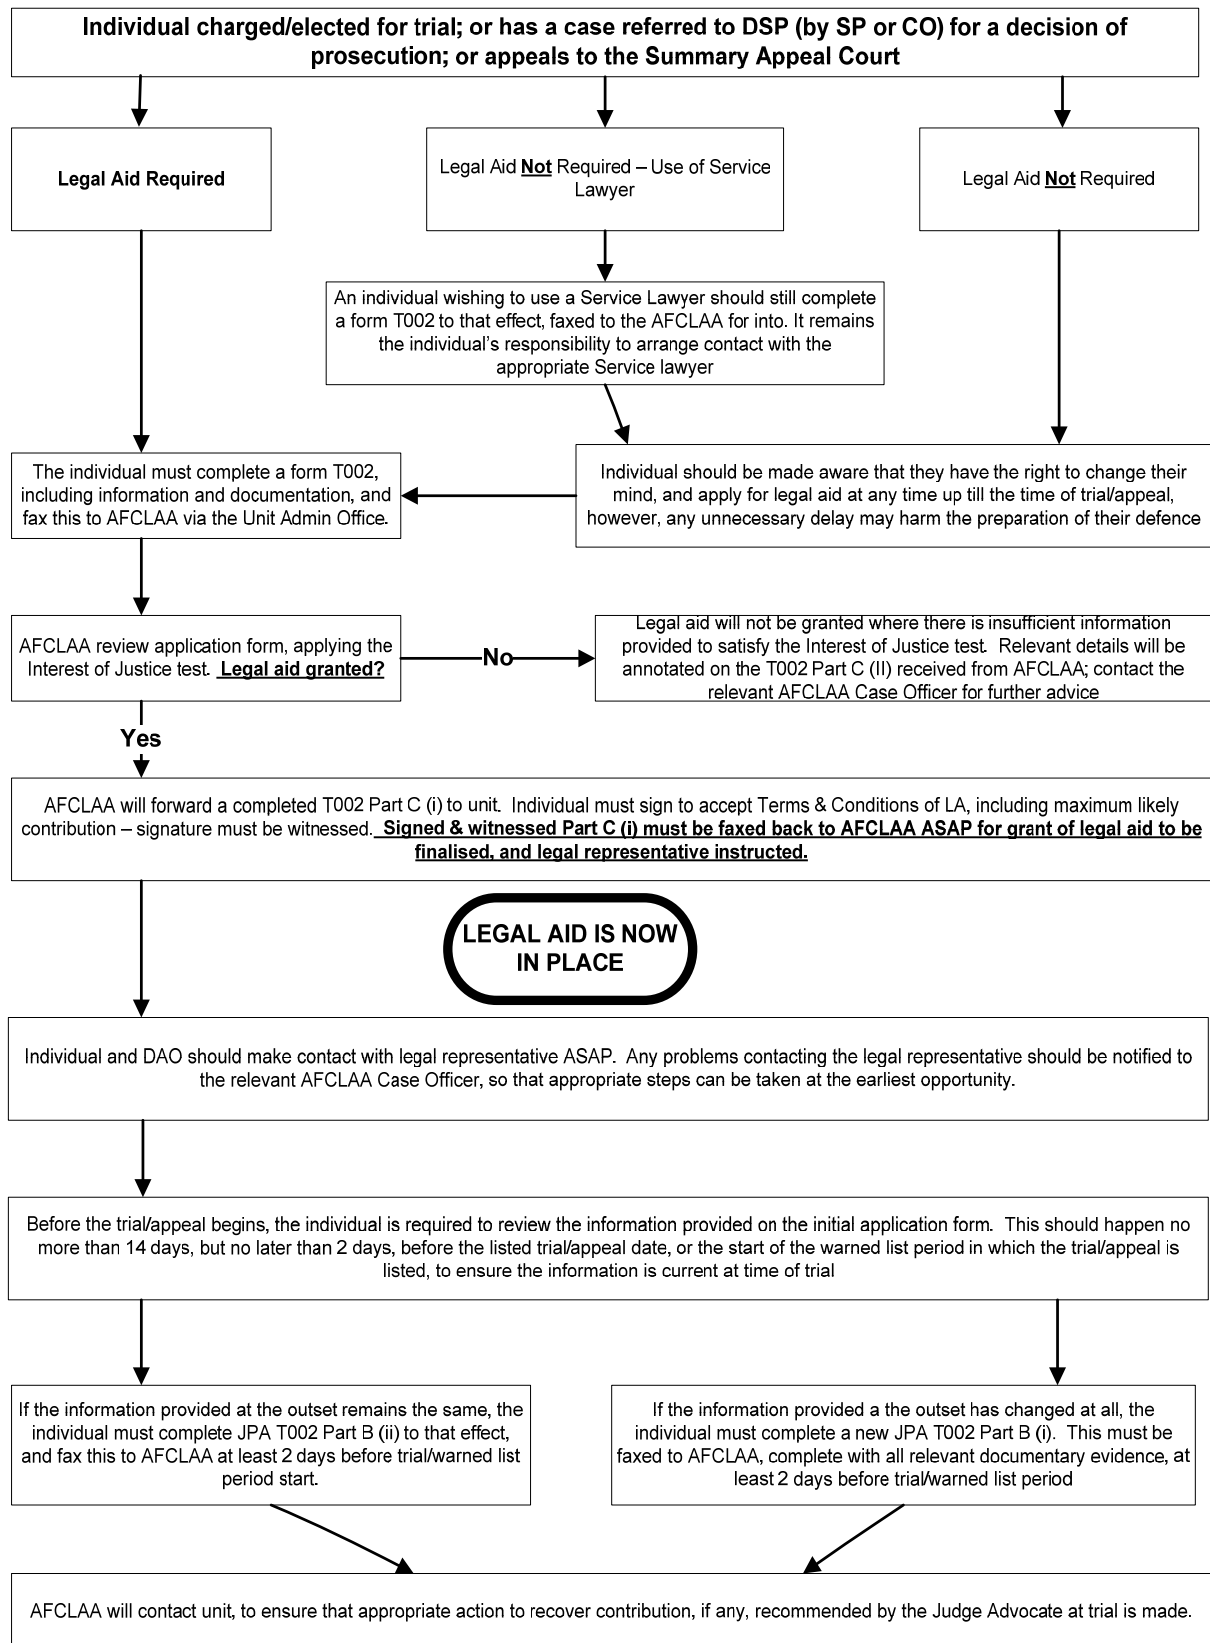 Individual charged/elected for trial; or has a case referred to DSP (by SP or CO) for a decision of
prosecution; or appeals to the Summary Appeal Court
Legal Aid Required
Legal Aid Not Required – Use of Service
Lawyer
Legal Aid Not Required
An individual wishing to use a Service Lawyer should still complete
a form T002 to that effect, faxed to the AFCLAA for into. It remains
the individual's responsibility to arrange contact with the
appropriate Service lawyer
The individual must complete a form T002,
including information and documentation, and
fax this to AFCLAA via the Unit Admin Office.
Individual should be made aware that they have the right to change their
mind, and apply for legal aid at any time up till the time of trial/appeal,
however, any unnecessary delay may harm the preparation of their defence
AFCLAA review application form, applying the
Interest of Justice test. Legal aid granted?
No
Legal aid will not be granted where there is insufficient information
provided to satisfy the Interest of Justice test. Relevant details will be
annotated on the T002 Part C (II) received from AFCLAA; contact the
relevant AFCLAA Case Officer for further advice
Yes
AFCLAA will forward a completed T002 Part C (i) to unit. Individual must sign to accept Terms & Conditions of LA, including maximum likely
contribution – signature must be witnessed. Signed & witnessed Part C (i) must be faxed back to AFCLAA ASAP for grant of legal aid to be
finalised, and legal representative instructed.
LEGAL AID IS NOW
IN PLACE
Individual and DAO should make contact with legal representative ASAP. Any problems contacting the legal representative should be notified to
the relevant AFCLAA Case Officer, so that appropriate steps can be taken at the earliest opportunity.
Before the trial/appeal begins, the individual is required to review the information provided on the initial application form. This should happen no
more than 14 days, but no later than 2 days, before the listed trial/appeal date, or the start of the warned list period in which the trial/appeal is
listed, to ensure the information is current at time of trial
If the information provided at the outset remains the same, the
individual must complete JPA T002 Part B (ii) to that effect,
and fax this to AFCLAA at least 2 days before trial/warned list
period start.
If the information provided a the outset has changed at all, the
individual must complete a new JPA T002 Part B (i). This must be
faxed to AFCLAA, complete with all relevant documentary evidence, at
least 2 days before trial/warned list period
AFCLAA will contact unit, to ensure that appropriate action to recover contribution, if any, recommended by the Judge Advocate at trial is made.